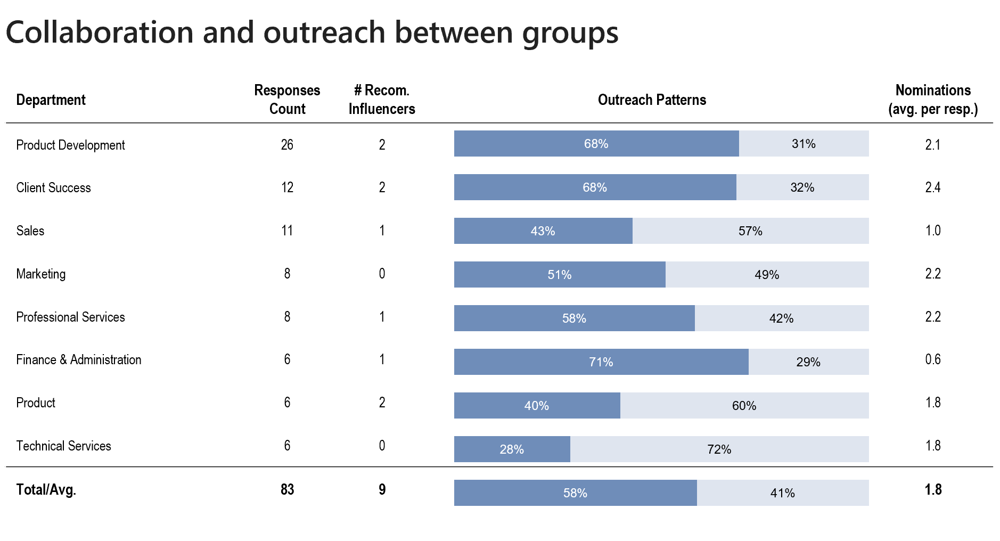 Collaboration and outreach between groups
Department Responses Count # Recom. Influencers Outreach Patterns Nominations (avg. per resp.)
Product Development 26 2 68% 31% 2.1
Client Success 12 2 68% 32% 2.4
Sales 11 1 43% 57% 1.0
Marketing 8 0 51% 49% 2.2
Professional Services 8 1 58% 42% 2.2
Finance & Administration 6 1 71% 29% 0.6
Product 6 2 40% 60% 1.8
Technical Services 6 0 28% 72% 1.8
Total/Avg. 83 9 58% 41% 1.8